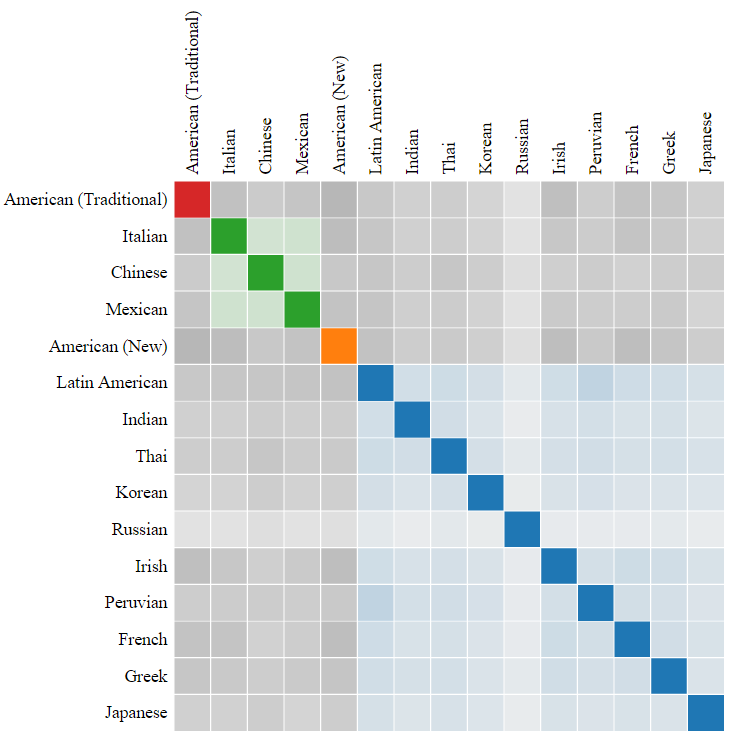 American (Traditional)
Italian
Chinese
Mexican
American (New)
Latin American
Indian
Thai
Korean
Russian
Irish
Peruvian
French
Greek
Japanese
American (Traditional)
Italian
Chinese
Mexican
American (New)
Latin American
Indian
Thai
Korean
Russian
Irish
Peruvian
French
Greek
Japanese